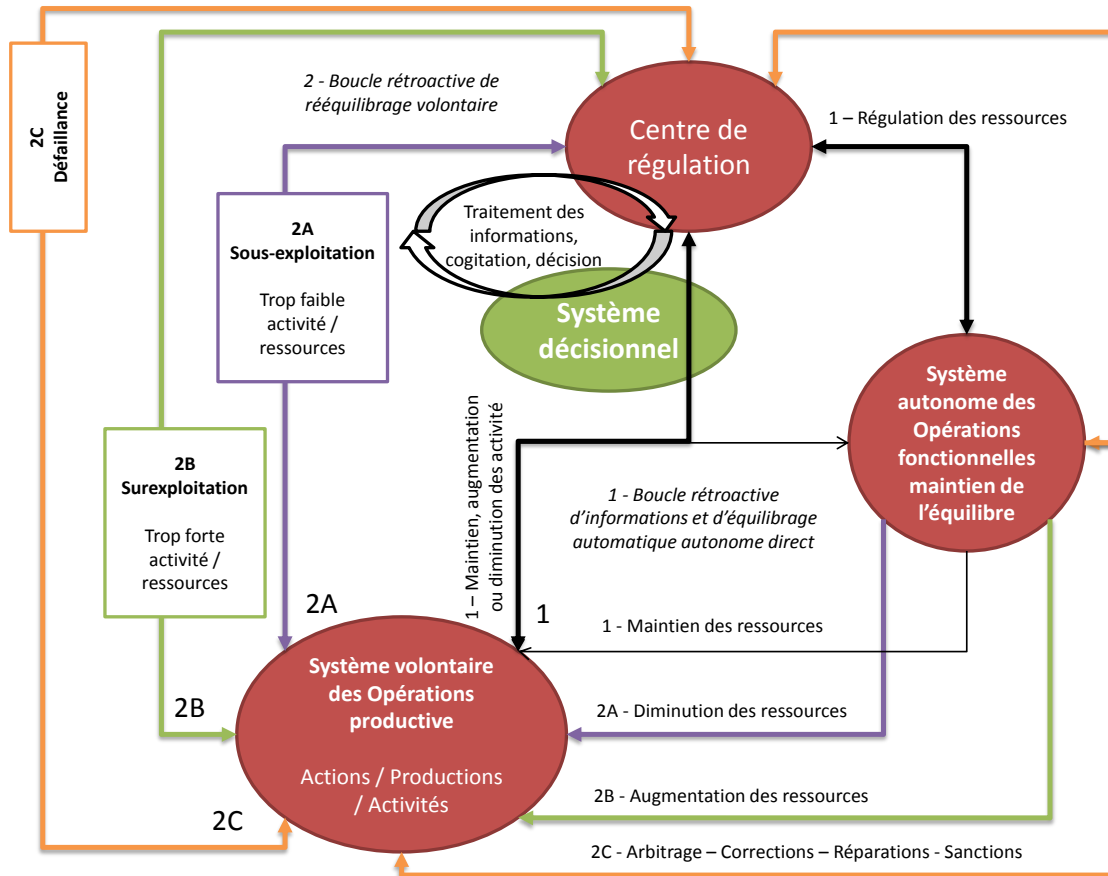 2C
Défaillance
2 - Boucle rétroactive de
rééquilibrage volontaire
Centre de
régulation
1 – Régulation des ressources
2A
Sous-exploitation
Trop faible
activité /
ressources
Traitement des
informations,
cogitation, décision
Système
décisionnel
Système
autonome des
Opérations
fonctionnelles
maintien de
l'équilibre
2B
Surexploitation
Trop forte
activité /
ressources
1 – Maintien, augmentation
ou diminution des activité
1 - Boucle rétroactive
d'informations et d'équilibrage
automatique autonome direct
2A
1
1 - Maintien des ressources
Système volontaire
des Opérations
productive
Actions / Productions
/ Activités
2B
2A - Diminution des ressources
2B - Augmentation des ressources
2C
2C - Arbitrage – Corrections – Réparations - Sanctions